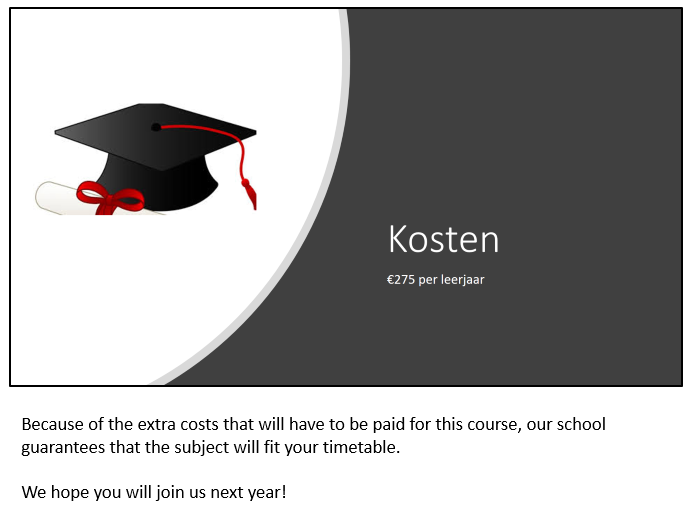 Kosten
€275 per leerjaar
Because of the extra costs that will have to be paid for this course, our school
guarantees that the subject will fit your timetable.
We hope you will join us next year!